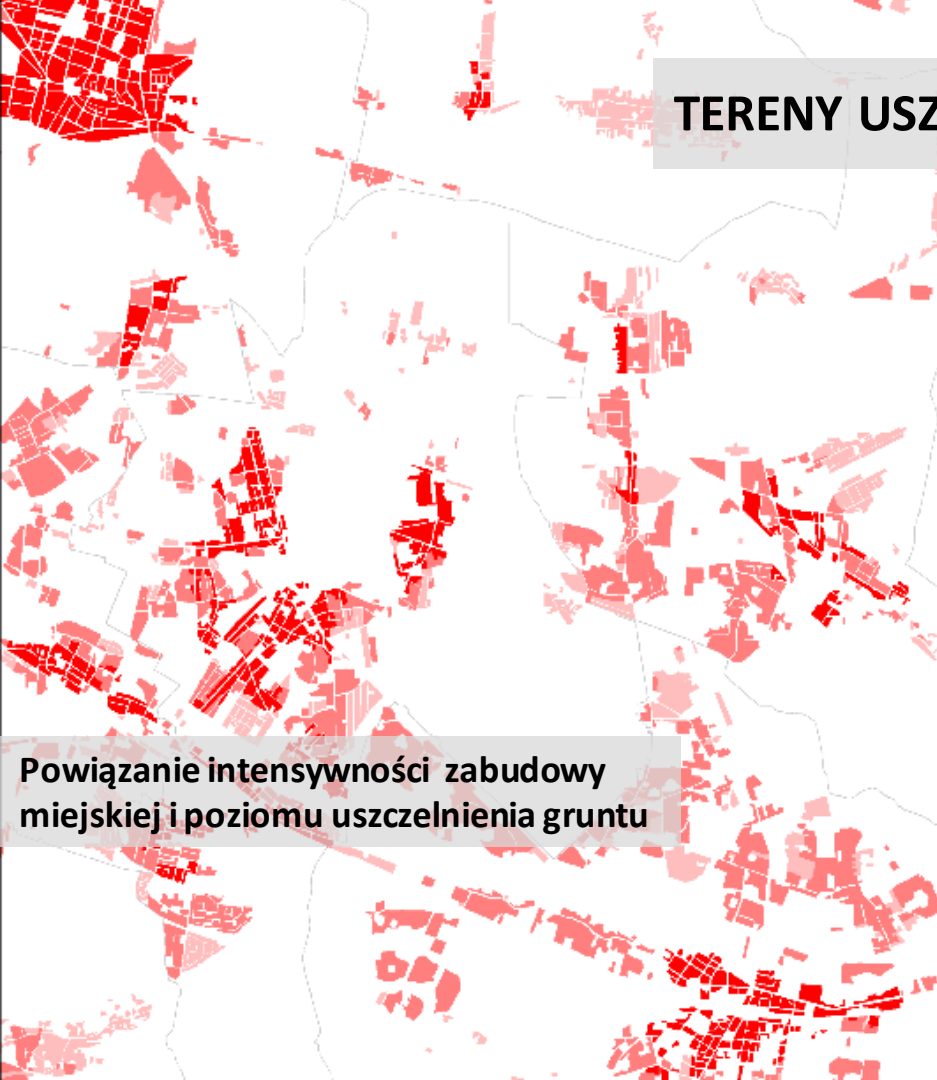 TERENY USZ
Powiązanie intensywności zabudowy
miejskiej i poziomu uszczelnienia gruntu